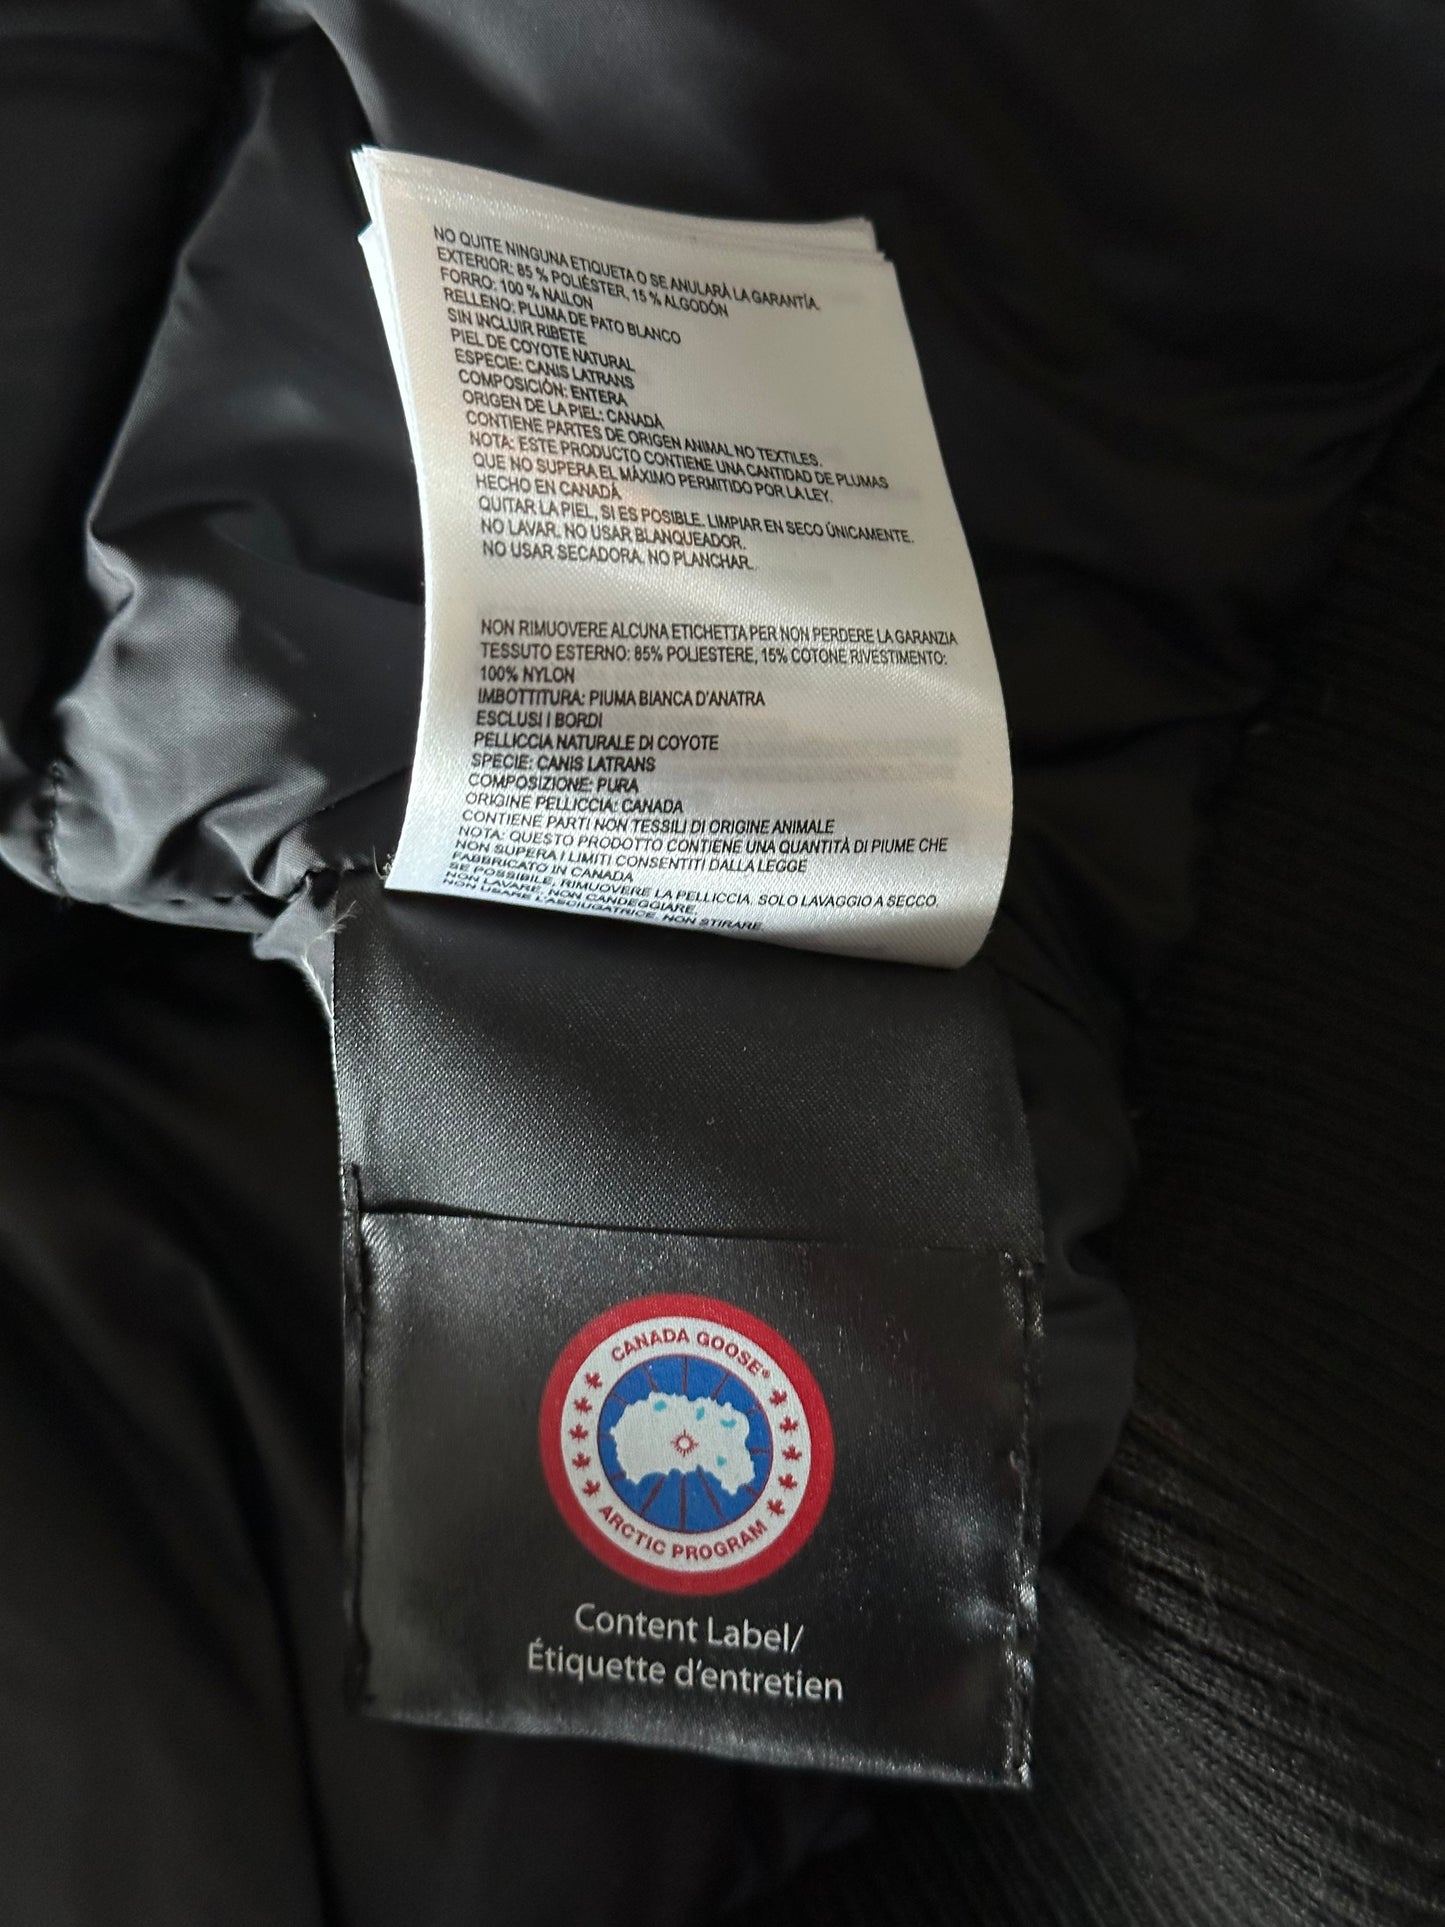 NO QUITE NINGUNA ETIQUETA O SE ANULARÁ LA GARANTÍA.
EXTERIOR: 85 % POLIÉSTER, 15 % ALGODÓN
FORRO: 100 % NAILON
RELLENO: PLUMA DE PATO BLANCO
SIN INCLUIR RIBETE
PIEL DE COYOTE NATURAL
ESPECIE: CANIS LATRANS
COMPOSICIÓN: ENTERA
ORIGEN DE LA PIEL: CANADÁ
CONTIENE PARTES DE ORIGEN ANIMAL NO TEXTILES.
NOTA: ESTE PRODUCTO CONTIENE UNA CANTIDAD DE PLUMAS
QUE NO SUPERA EL MÁXIMO PERMITIDO POR LA LEY.
HECHO EN CANADÁ
QUITAR LA PIEL, SI ES POSIBLE. LIMPIAR EN SECO ÚNICAMENTE.
NO LAVAR. NO USAR BLANQUEADOR.
NO USAR SECADORA. NO PLANCHAR.
NON RIMUOVERE ALCUNA ETICHETTA PER NON PERDERE LA GARANZIA
TESSUTO ESTERNO: 85% POLIESTERE, 15% COTONE RIVESTIMENTO:
100% NYLON
IMBOTTITURA: PIUMA BIANCA D'ANATRA
ESCLUSI I BORDI
PELLICCIA NATURALE DI COYOTE
SPECIE: CANIS LATRANS
COMPOSIZIONE: PURA
ORIGINE PELLICCIA: CANADA
CONTIENE PARTI NON TESSILI DI ORIGINE ANIMALE
NOTA: QUESTO PRODOTTO CONTIENE UNA QUANTITÀ DI PIUME CHE
NON SUPERA I LIMITI CONSENTITI DALLA LEGGE
FABBRICATO IN CANADA
SE POSSIBILE, RIMUOVERE LA PELLICCIA. SOLO LAVAGGIO A SECCO.
NON LAVARE. NON CANDEGGIARE.
NON USARE L'ASCIUGATRICE. NON STIRARE.
CANADA GOOSE®
ARCTIC PROGRAM
Content Label/
Étiquette d'entretien